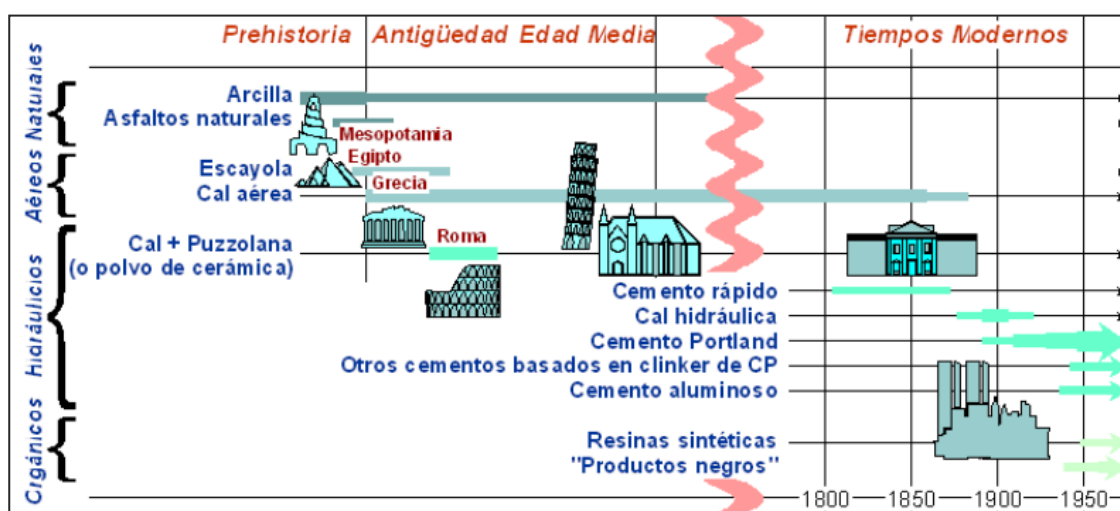 Prehistoria Antigüedad Edad Media Tiempos Modernos
Naturales
Arcilla
Asfaltos naturales
Mesopotamia
Aéreos
Egipto
Escayola
Grecia
Cal aérea
Hidráulicios
Roma
Cal + Puzzolana
(o polvo de cerámica)
Cemento rápido
Cal hidráulica
Cemento Portland
Otros cementos basados en clinker de CP
Cemento aluminoso
Crgánicos
Resinas sintéticas
"Productos negros"
1800 1850 1900 1950